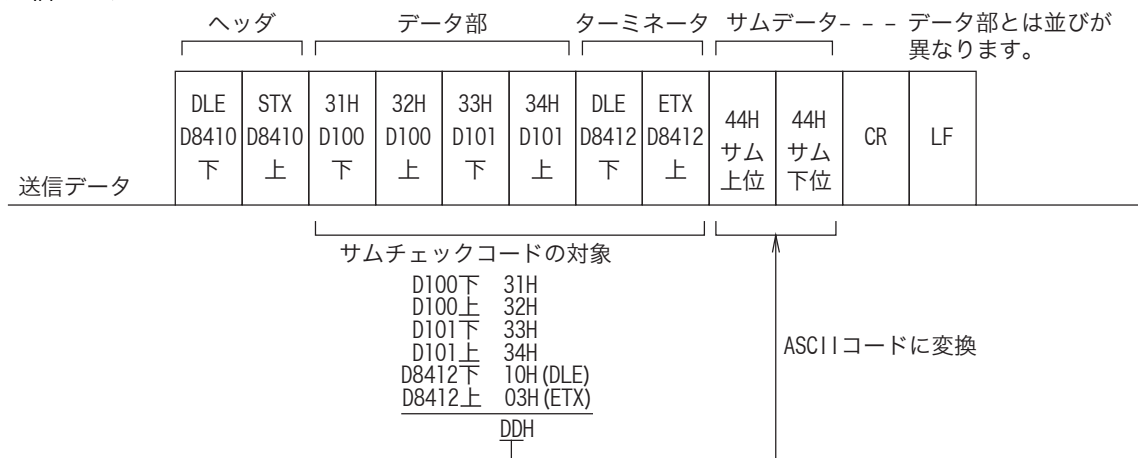 ヘッダ データ部 ターミネータ サムデータ- - - データ部とは並びが
異なります。
DLE STX 31H 32H 33H 34H DLE ETX 44H 44H CR LF
D8410 D8410 D100 D100 D101 D101 D8412 D8412 サム サム
下 上 下 上 下 上 下 上 上位 下位
送信データ
サムチェックコードの対象
D100下 31H
D100上 32H
D101下 33H
D101上 34H
D8412下 10H(DLE)
D8412上 03H(ETX)
DDH
ASCIIコードに変換